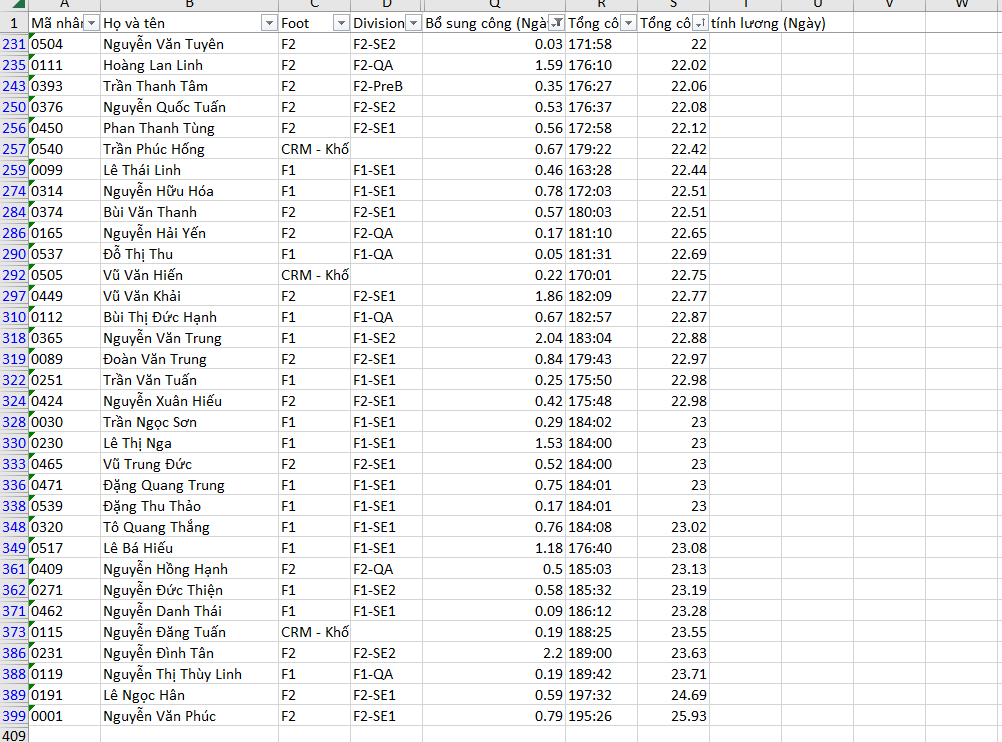 A B C D Q R S T U V W
1 Mã nhân Họ và tên Foot Division Bổ sung công (Ngà Tổng cô Tổng cô tính lương (Ngày)
231 0504 Nguyễn Văn Tuyên F2 F2-SE2 0.03 171:58 22
235 0111 Hoàng Lan Linh F2 F2-QA 1.59 176:10 22.02
243 0393 Trần Thanh Tâm F2 F2-PreB 0.35 176:27 22.06
250 0376 Nguyễn Quốc Tuấn F2 F2-SE2 0.53 176:37 22.08
256 0450 Phan Thanh Tùng F2 F2-SE1 0.56 172:58 22.12
257 0540 Trần Phúc Hồng CRM - Khố 0.67 179:22 22.42
259 0099 Lê Thái Linh F1 F1-SE1 0.46 163:28 22.44
274 0314 Nguyễn Hữu Hóa F1 F1-SE1 0.78 172:03 22.51
284 0374 Bùi Văn Thanh F2 F2-SE1 0.57 180:03 22.51
286 0165 Nguyễn Hải Yến F2 F2-QA 0.17 181:10 22.65
290 0537 Đỗ Thị Thu F1 F1-QA 0.05 181:31 22.69
292 0505 Vũ Văn Hiến CRM - Khố 0.22 170:01 22.75
297 0449 Vũ Văn Khải F2 F2-SE1 1.86 182:09 22.77
310 0112 Bùi Thị Đức Hạnh F1 F1-QA 0.67 182:57 22.87
318 0365 Nguyễn Văn Trung F1 F1-SE2 2.04 183:04 22.88
319 0089 Đoàn Văn Trung F2 F2-SE1 0.84 179:43 22.97
322 0251 Trần Văn Tuấn F1 F1-SE1 0.25 175:50 22.98
324 0424 Nguyễn Xuân Hiếu F2 F2-SE1 0.42 175:48 22.98
328 0030 Trần Ngọc Sơn F1 F1-SE1 0.29 184:02 23
330 0230 Lê Thị Nga F1 F1-SE1 1.53 184:00 23
333 0465 Vũ Trung Đức F2 F2-SE1 0.52 184:00 23
336 0471 Đặng Quang Trung F1 F1-SE1 0.75 184:01 23
338 0539 Đặng Thu Thảo F1 F1-SE1 0.17 184:01 23
348 0320 Tô Quang Thắng F1 F1-SE1 0.76 184:08 23.02
349 0517 Lê Bá Hiếu F1 F1-SE1 1.18 176:40 23.08
361 0409 Nguyễn Hồng Hạnh F2 F2-QA 0.5 185:03 23.13
362 0271 Nguyễn Đức Thiện F1 F1-SE2 0.58 185:32 23.19
371 0462 Nguyễn Danh Thái F1 F1-SE1 0.09 186:12 23.28
373 0115 Nguyễn Đăng Tuấn CRM - Khố 0.19 188:25 23.55
386 0231 Nguyễn Đình Tân F2 F2-SE2 2.2 189:00 23.63
388 0119 Nguyễn Thị Thùy Linh F1 F1-QA 0.19 189:42 23.71
389 0191 Lê Ngọc Hân F2 F2-SE1 0.59 197:32 24.69
399 0001 Nguyễn Văn Phúc F2 F2-SE1 0.79 195:26 25.93
409